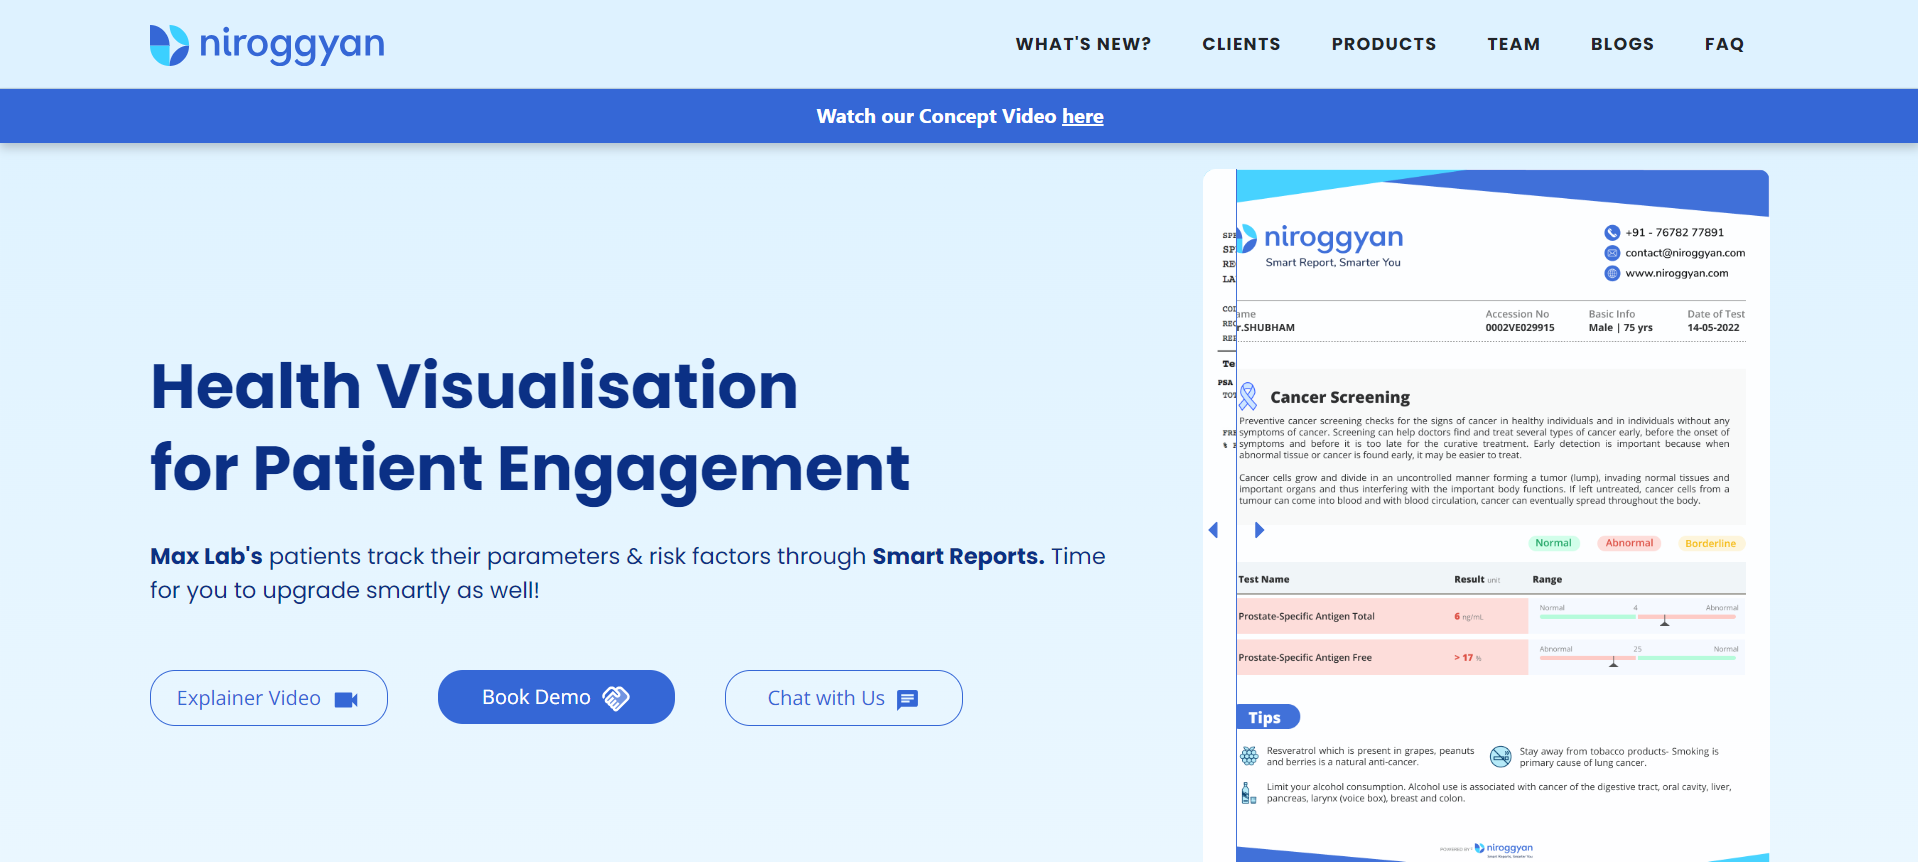 niroggyan
WHAT'S NEW?
CLIENTS
PRODUCTS
TEAM
BLOGS
FAQ
Watch our Concept Video here
Health Visualisation
for Patient Engagement
Max Lab's patients track their parameters & risk factors through Smart Reports. Time
for you to upgrade smartly as well!
Explainer Video
Book Demo
Chat with Us
niroggyan
Smart Report, Smarter You
+91 - 76782 77891
contact@niroggyan.com
www.niroggyan.com
Accession No
Basic Info
Date of Test
r.SHUBHAM
0002VE029915
Male | 75 yrs
14-05-2022
Cancer Screening
Preventive cancer screening checks for the signs of cancer in healthy individuals and in individuals without any
symptoms of cancer. Screening can help doctors find and treat several types of cancer early, before the onset of
symptoms and before it is too late for the curative treatment. Early detection is important because when
abnormal tissue or cancer is found early, it may be easier to treat.
Cancer cells grow and divide in an uncontrolled manner forming a tumor (lump), invading normal tissues and
important organs and thus interfering with the important body functions. If left untreated, cancer cells from a
tumour can come into blood and with blood circulation, cancer can eventually spread throughout the body.
Normal
Abnormal
Borderline
Test Name
Result unit
Range
Prostate-Specific Antigen Total
6 ng/mL
Normal
4
Abnormal
Prostate-Specific Antigen Free
> 17 %
Abnormal
25
Normal
Tips
Resveratrol which is present in grapes, peanuts
and berries is a natural anti-cancer.
Stay away from tobacco products- Smoking is
primary cause of lung cancer.
Limit your alcohol consumption. Alcohol use is associated with cancer of the digestive tract, oral cavity, liver,
pancreas, larynx (voice box), breast and colon.
POWERED BY
niroggyan
Smart Reports, Smarter You